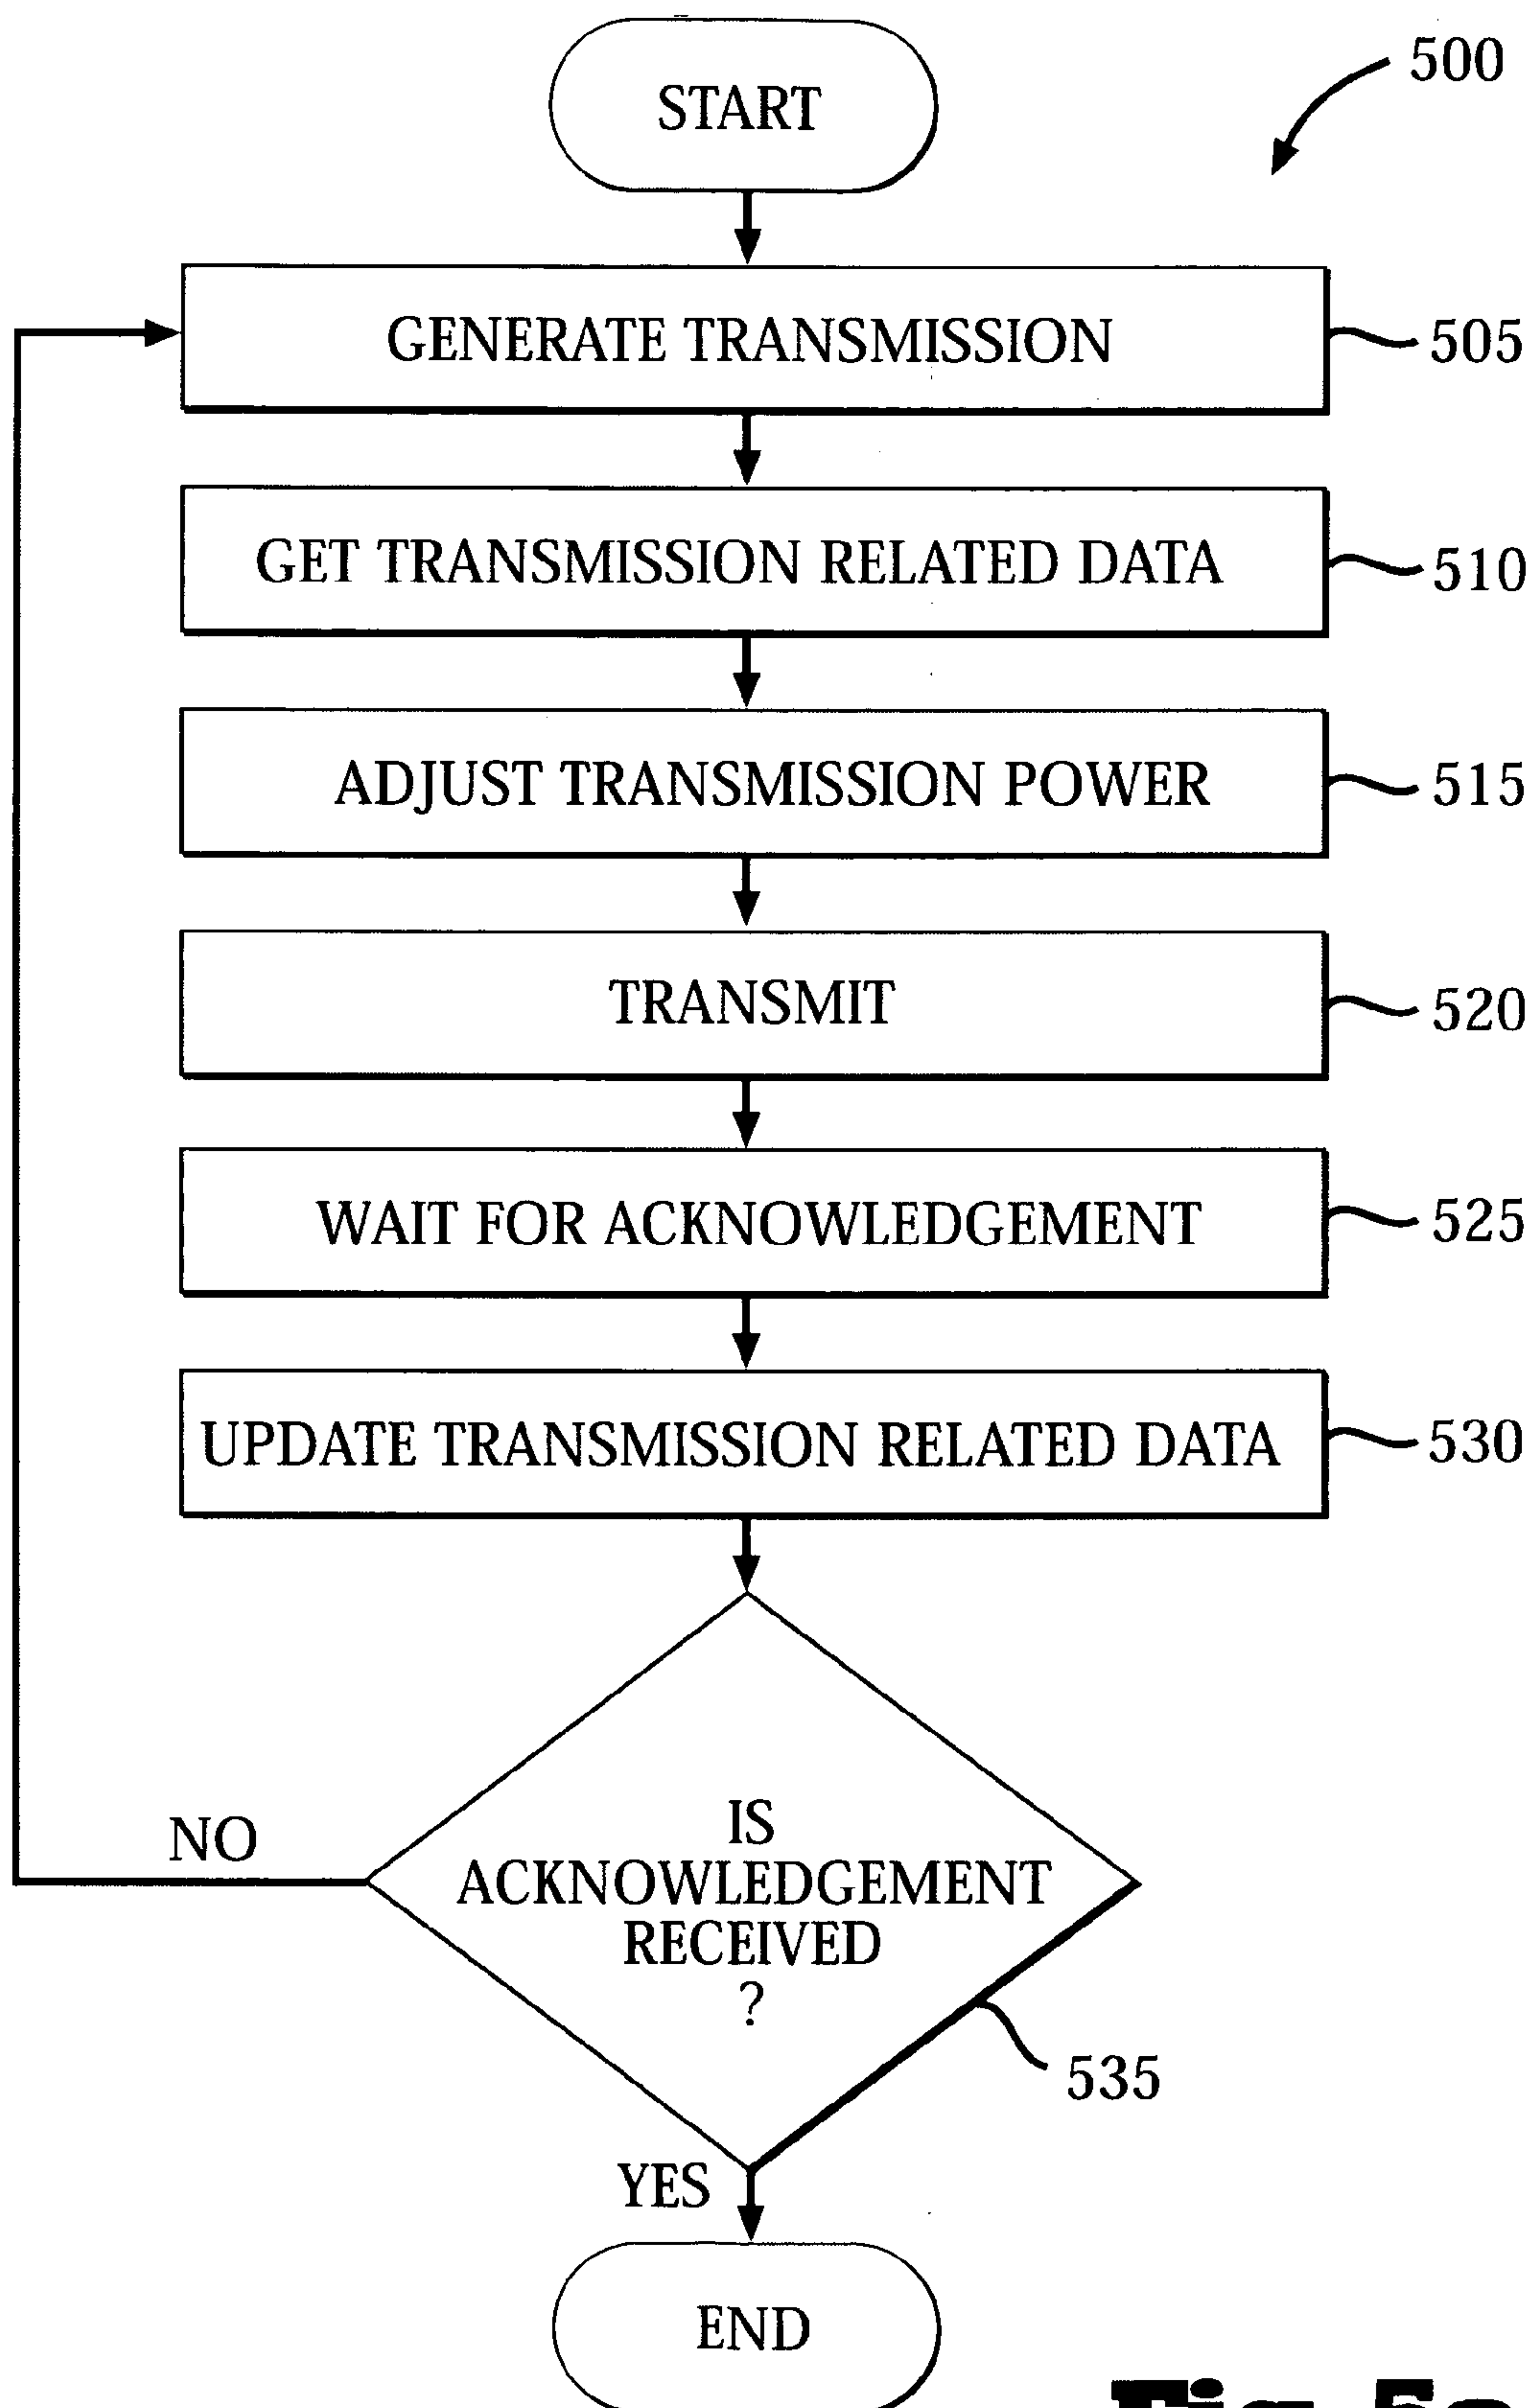 START
500
GENERATE TRANSMISSION
505
GET TRANSMISSION RELATED DATA
510
ADJUST TRANSMISSION POWER
515
TRANSMIT
520
WAIT FOR ACKNOWLEDGEMENT
525
UPDATE TRANSMISSION RELATED DATA
530
NO
IS
ACKNOWLEDGEMENT
RECEIVED
?
535
YES
END